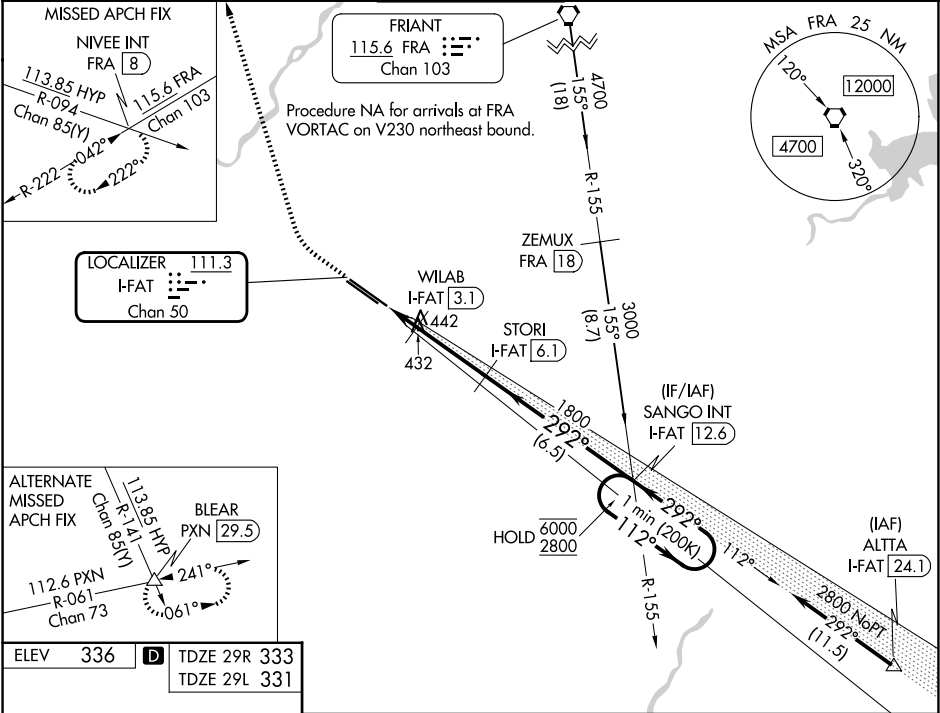 MISSED APCH FIX
NIVEE INT
FRA 8
113.85 HYP
R-094
Chan 85(Y)
115.6 FRA
Chan 103
R-222
042°
222°
FRIANT
115.6 FRA
Chan 103
Procedure NA for arrivals at FRA
VORTAC on V230 northeast bound.
4700
155°
(18)
R-155
MSA FRA 25 NM
120°
12000
4700
320°
ZEMUX
FRA 18
3000
155°
(8.7)
LOCALIZER 111.3
I-FAT
Chan 50
WILAB
I-FAT 3.1
442
432
STORI
I-FAT 6.1
1800
292°
(6.5)
(IF/IAF)
SANGO INT
I-FAT 12.6
HOLD 6000
2800
1 min (200K)
292°
112°
112°
R-155
(IAF)
ALTTA
I-FAT 24.1
2800 NoPT
292°
(11.5)
ALTERNATE
MISSED
APCH FIX
113.85 HYP
R-141
Chan 85(Y)
BLEAR
PXN 29.5
112.6 PXN
R-061
Chan 73
241°
061°
ELEV 336
D
TDZE 29R 333
TDZE 29L 331